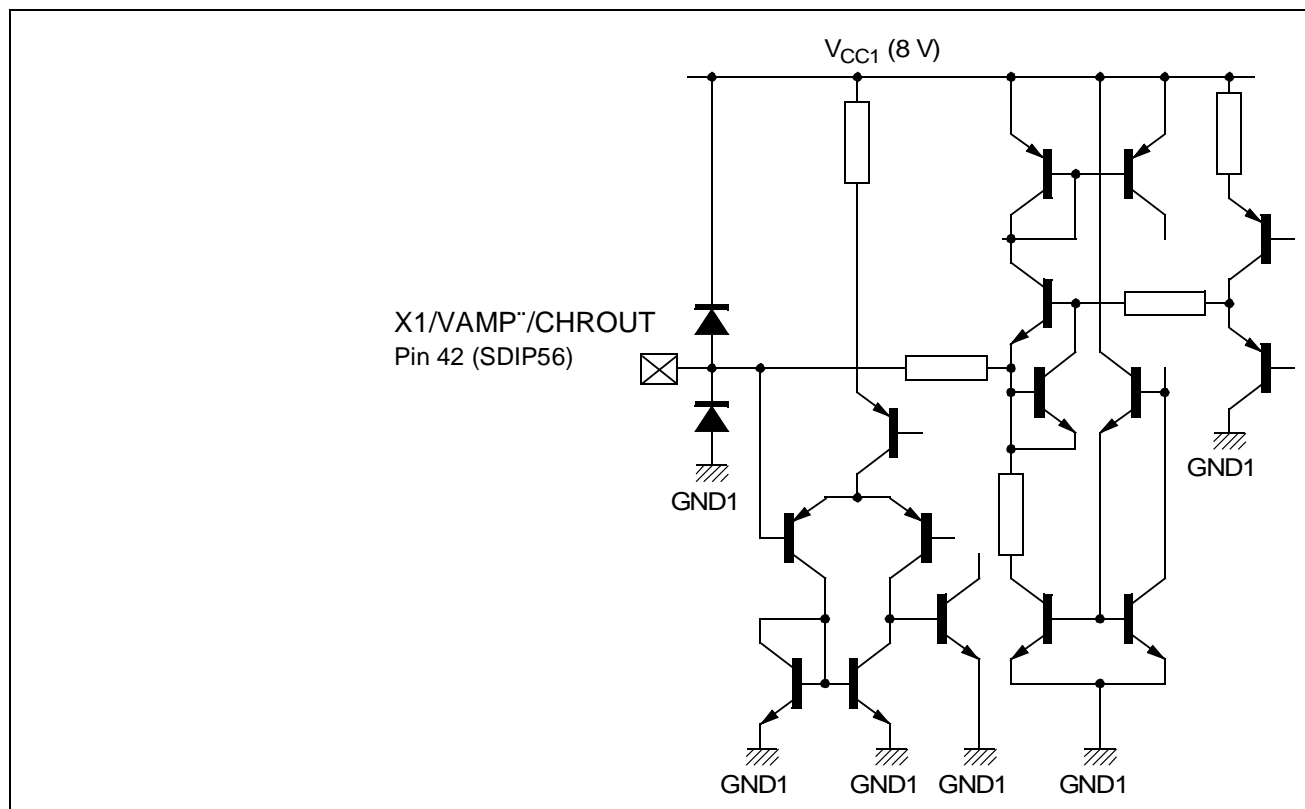 VCC1 (8 V)
X1/VAMP¨/CHROUT
Pin 42 (SDIP56)
GND1
GND1
GND1
GND1
GND1
GND1